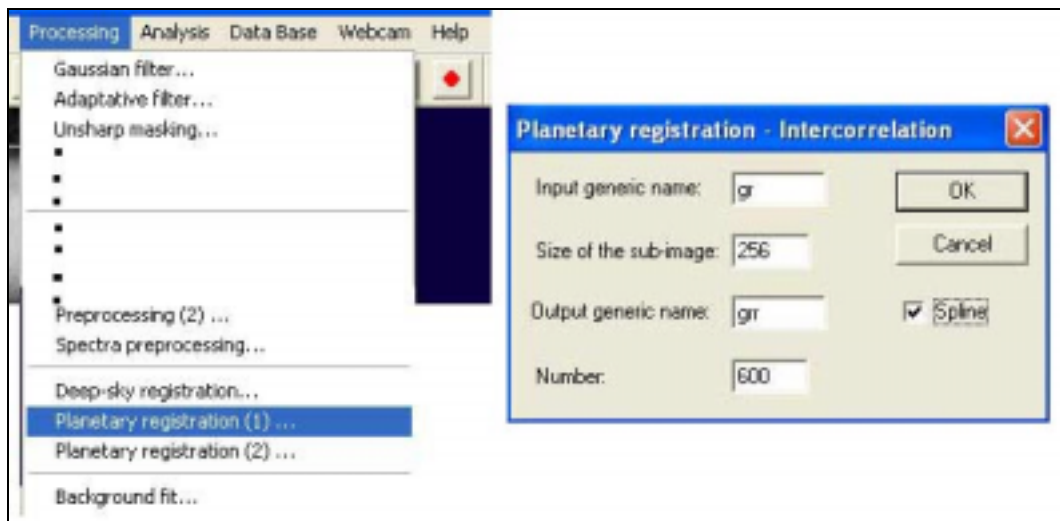 Processing Analysis Data Base Webcam Help
Gaussian filter...
Adaptative filter...
Unsharp masking...
Preprocessing (2) ...
Spectra preprocessing...
Deep-sky registration...
Planetary registration (1) ...
Planetary registration (2) ...
Background fit...
Planetary registration - Intercorrelation
Input generic name: gr
OK
Size of the sub-image: 256
Cancel
Output generic name: grr
Spline
Number: 600